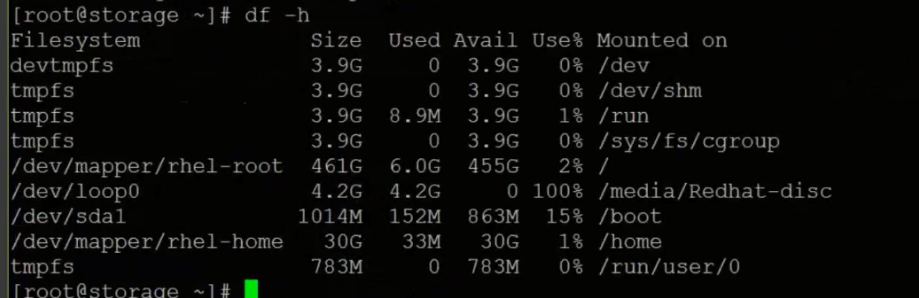 [root@storage ~]# df -h
Filesystem Size Used Avail Use% Mounted on
devtmpfs 3.9G 0 3.9G 0% /dev
tmpfs 3.9G 0 3.9G 0% /dev/shm
tmpfs 3.9G 8.9M 3.9G 1% /run
tmpfs 3.9G 0 3.9G 0% /sys/fs/cgroup
/dev/mapper/rhel-root 461G 6.0G 455G 2% /
/dev/loop0 4.2G 4.2G 0 100% /media/Redhat-disc
/dev/sda1 1014M 152M 863M 15% /boot
/dev/mapper/rhel-home 30G 33M 30G 1% /home
tmpfs 783M 0 783M 0% /run/user/0
[root@storage ~]#